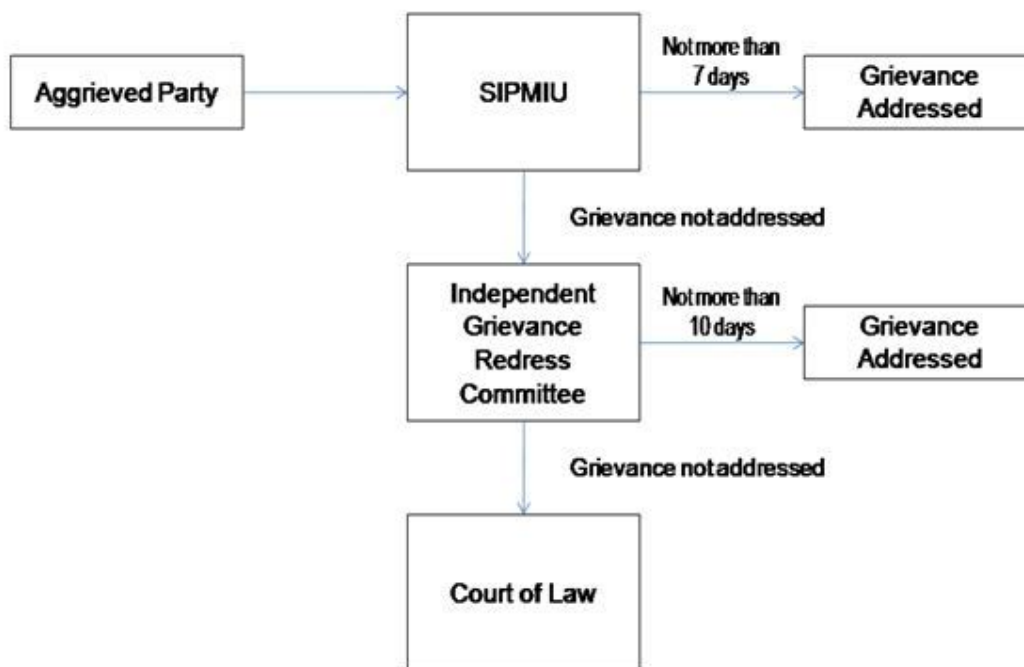 Aggrieved Party
SIPMIU
Not more than
7 days
Grievance
Addressed
Grievance not addressed
Independent
Grievance
Redress
Committee
Not more than
10 days
Grievance
Addressed
Grievance not addressed
Court of Law